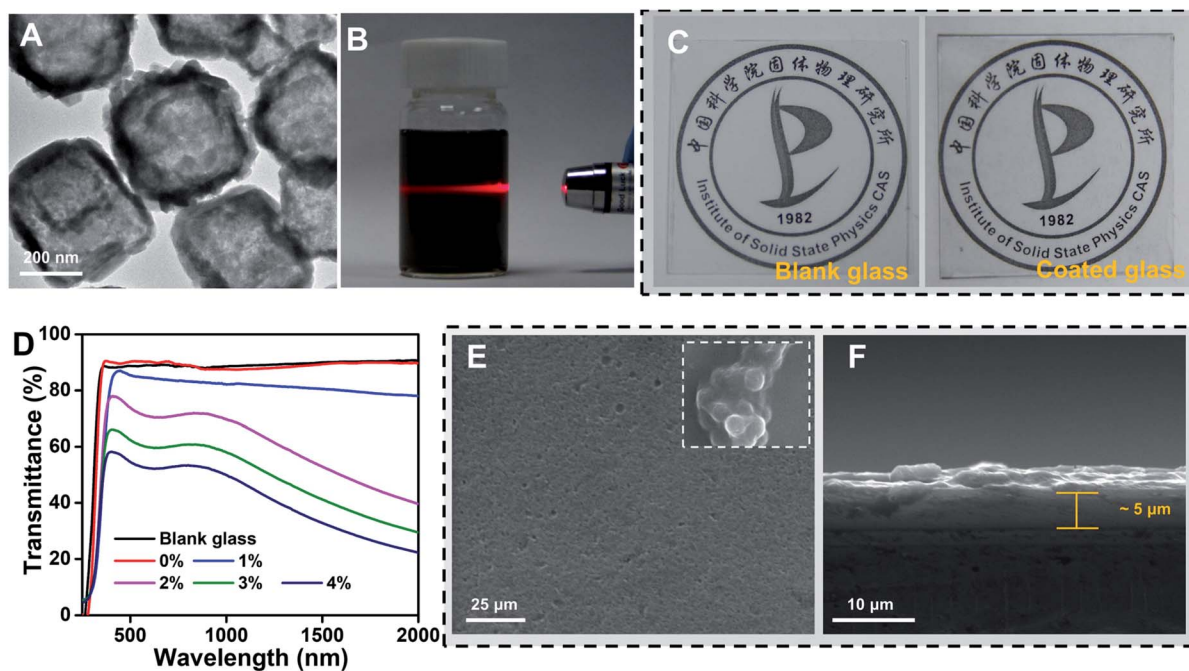 A
200 nm
B
C
中国科学院固体物理研究所
1982
Institute of Solid State Physics CAS
Blank glass
中国科学院固体物理研究所
1982
Institute of Solid State Physics CAS
Coated glass
D
Transmittance (%)
100
80
60
40
20
0
Blank glass
0% 1%
2% 3% 4%
500 1000 1500 2000
Wavelength (nm)
E
25 µm
F
~ 5 µm
10 µm